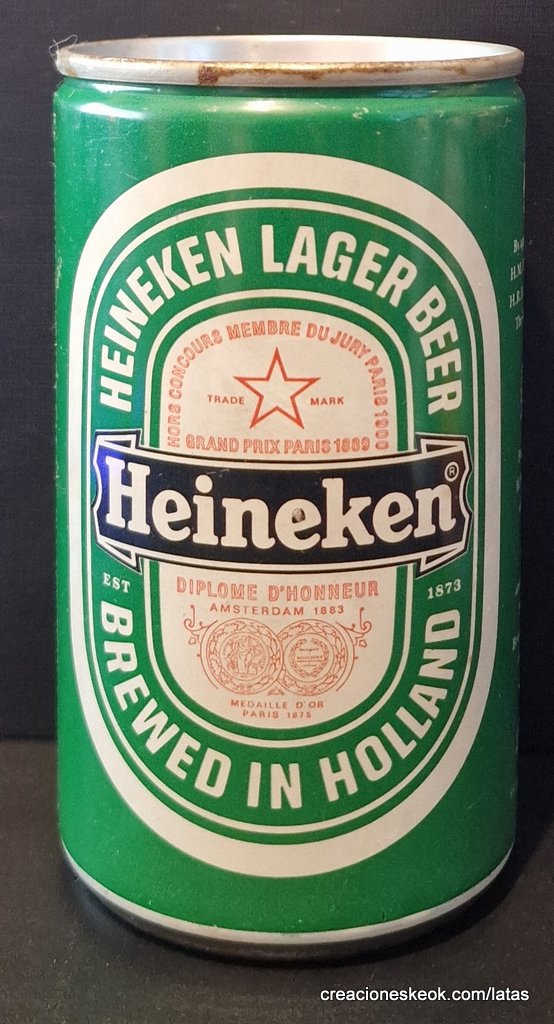 HEINEKEN LAGER BEER
HORS CONCOURS MEMBRE DU JURY PARIS 1900
TRADE MARK
GRAND PRIX PARIS 1889
Heineken®
EST 1873
DIPLOME D'HONNEUR
AMSTERDAM 1883
MEDAILLE D'OR
PARIS 1875
BREWED IN HOLLAND
H.M.
H.R.
creacioneskeok.com/latas